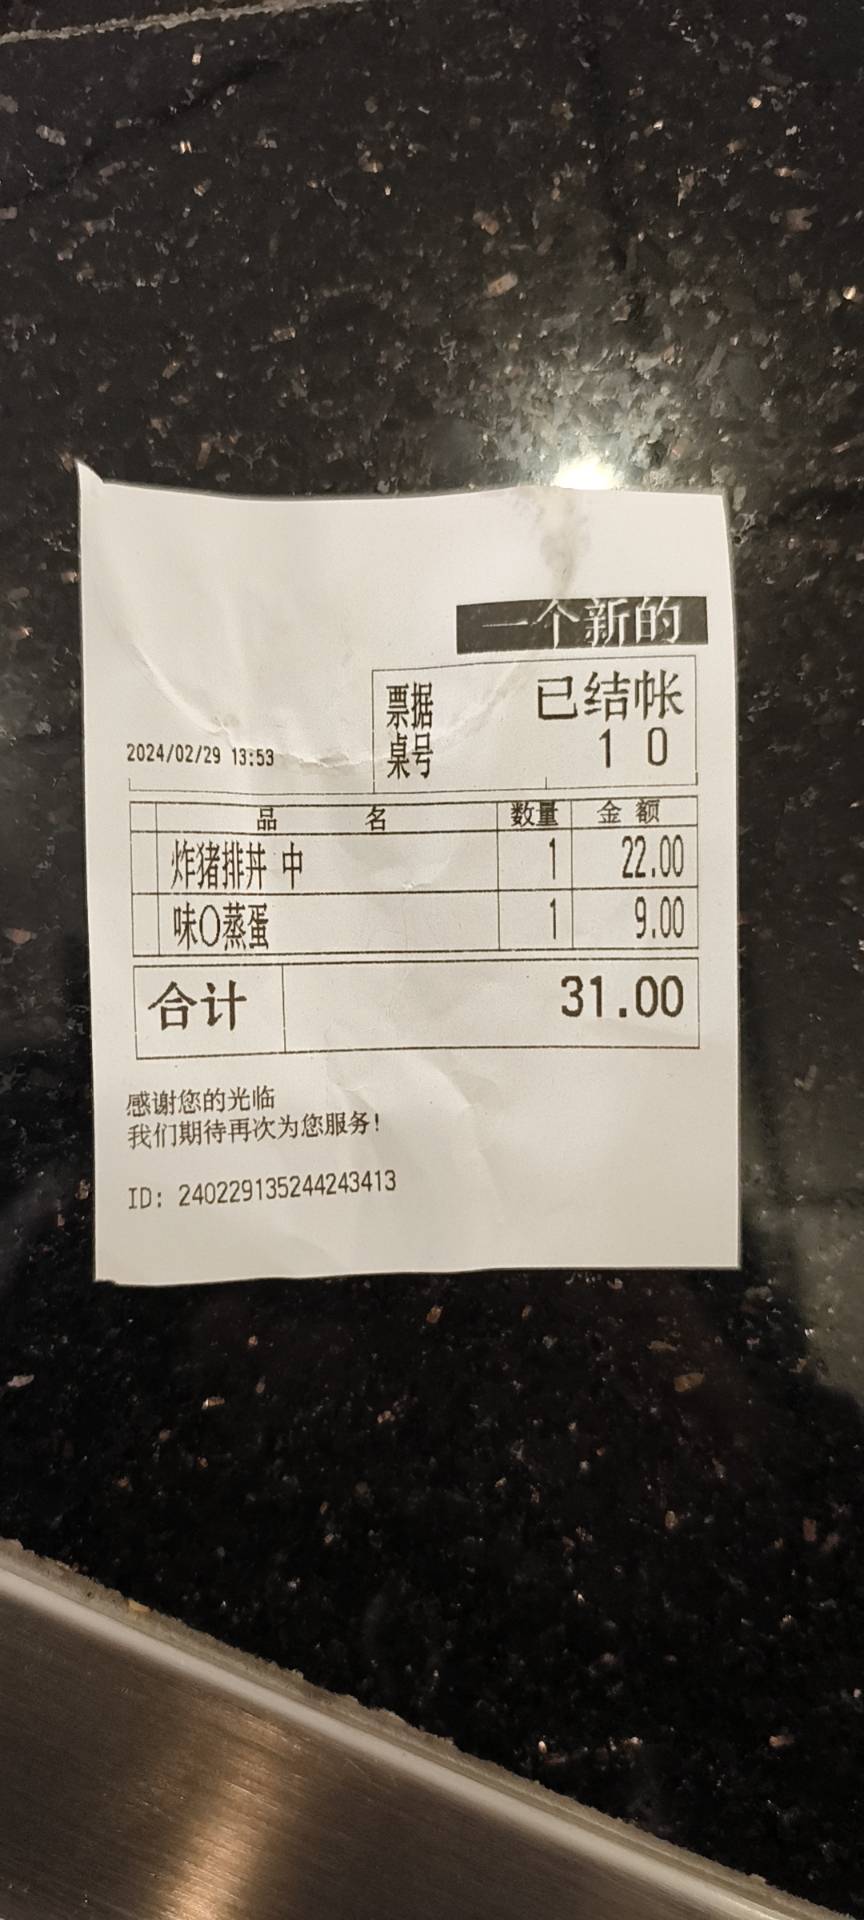 一个新的
票据 已结帐
桌号 10
2024/02/29 13:53
品名 数量 金额
炸猪排丼 中 1 22.00
味〇蒸蛋 1 9.00
合计 31.00
感谢您的光临
我们期待再次为您服务!
ID: 240229135244243413